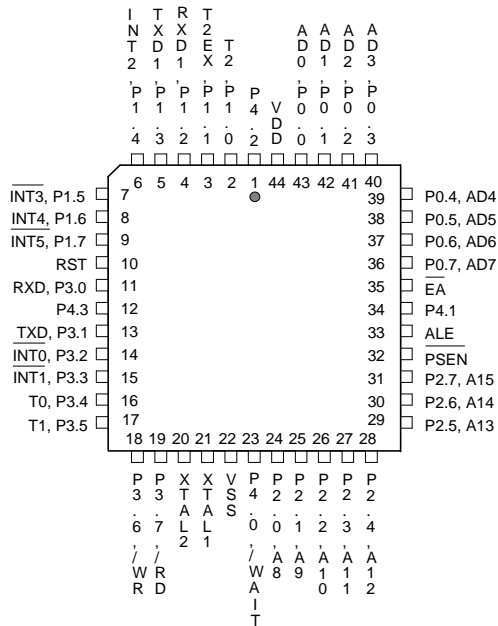 INT2, P1.4
TXD1, P1.3
RXD1, P1.2
T2EX, P1.1
T2, P1.0
P4.2
VDD
AD0, P0.0
AD1, P0.1
AD2, P0.2
AD3, P0.3
6 5 4 3 2 1 44 43 42 41 40
INT3, P1.5 7
INT4, P1.6 8
INT5, P1.7 9
RST 10
RXD, P3.0 11
P4.3 12
TXD, P3.1 13
INT0, P3.2 14
INT1, P3.3 15
T0, P3.4 16
T1, P3.5 17
39 P0.4, AD4
38 P0.5, AD5
37 P0.6, AD6
36 P0.7, AD7
35 EA
34 P4.1
33 ALE
32 PSEN
31 P2.7, A15
30 P2.6, A14
29 P2.5, A13
18 19 20 21 22 23 24 25 26 27 28
P3.6, /WR
P3.7, /RD
XTAL2
XTAL1
VSS
P4.0, /WAIT
P2.0, A8
P2.1, A9
P2.2, A10
P2.3, A11
P2.4, A12